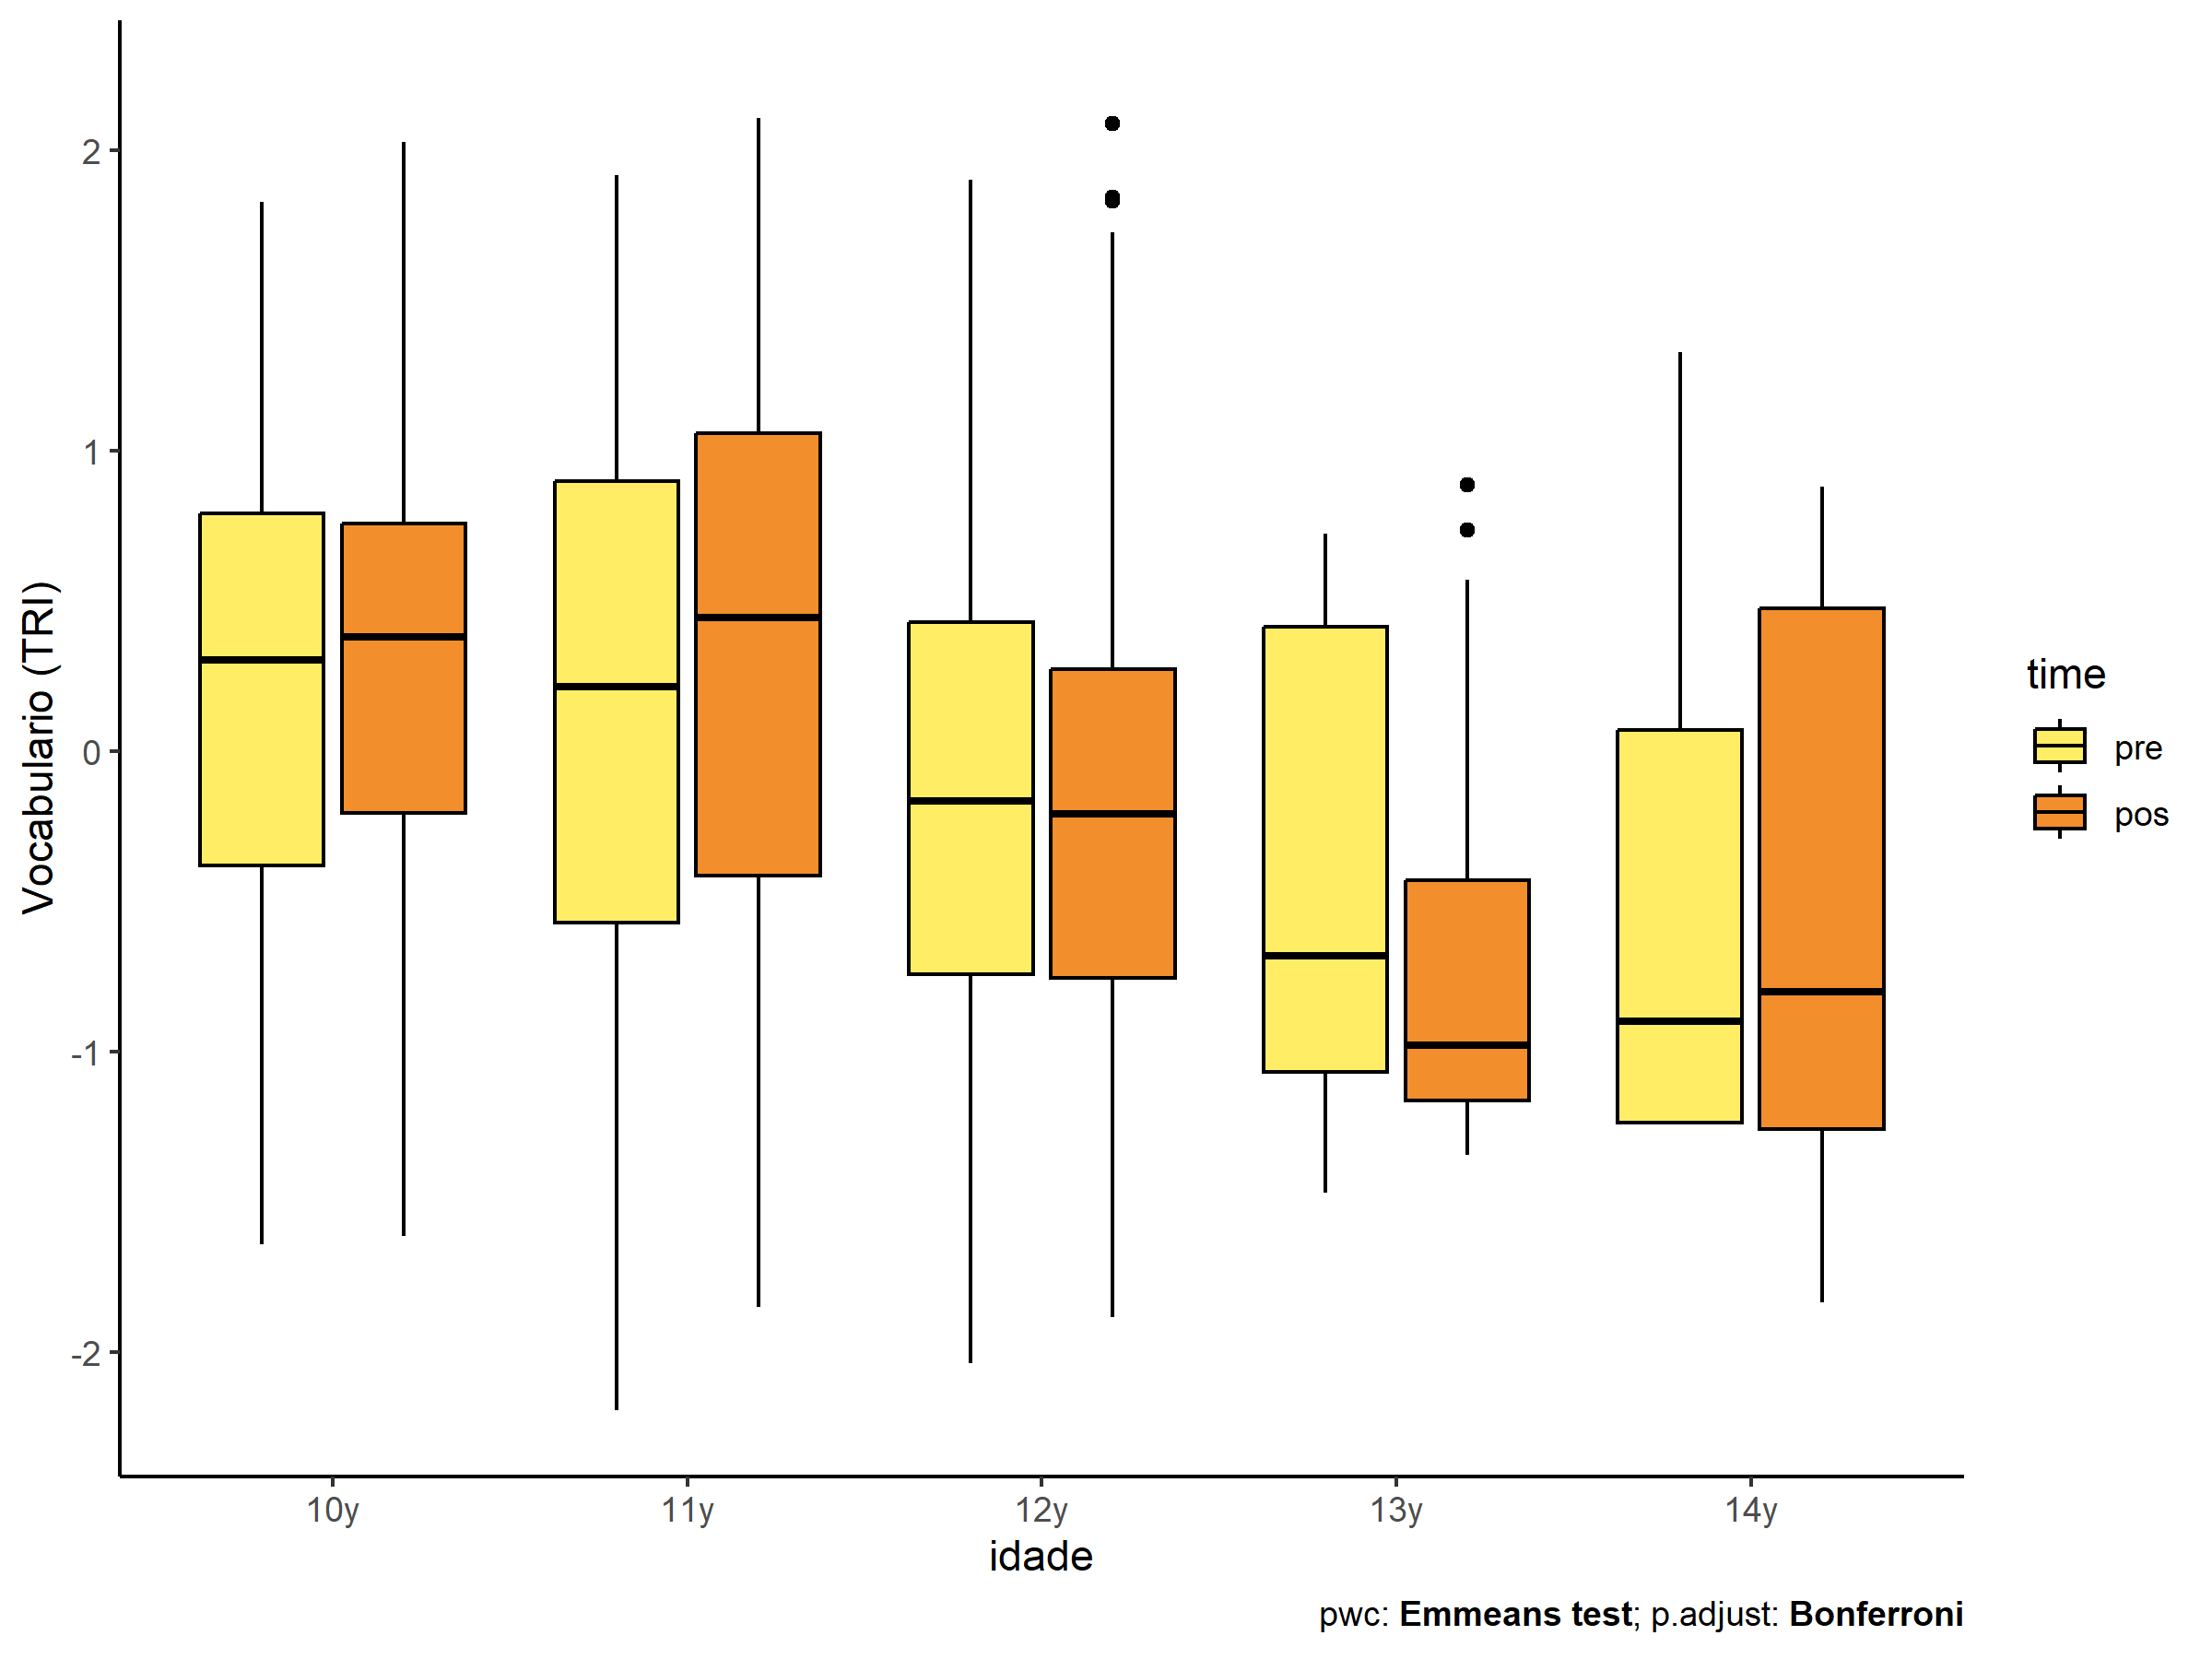 Vocabulario (TRI)
2
1
0
-1
-2
10y
11y
12y
13y
14y
idade
time
pre
pos
pwc: Emmeans test; p.adjust: Bonferroni